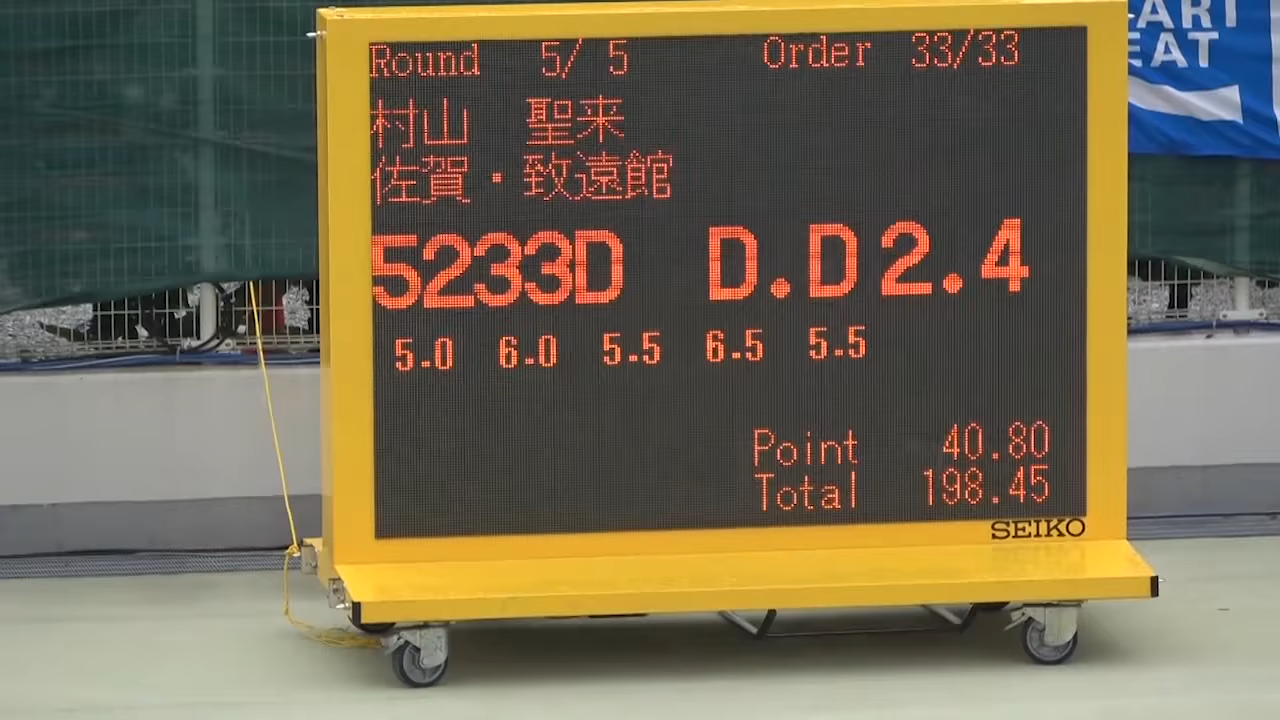 Round 5/ 5 Order 33/33
村山 聖来
佐賀・致遠館
5233D D.D2.4
5.0 6.0 5.5 6.5 5.5
Point 40.80
Total 198.45
SEIKO